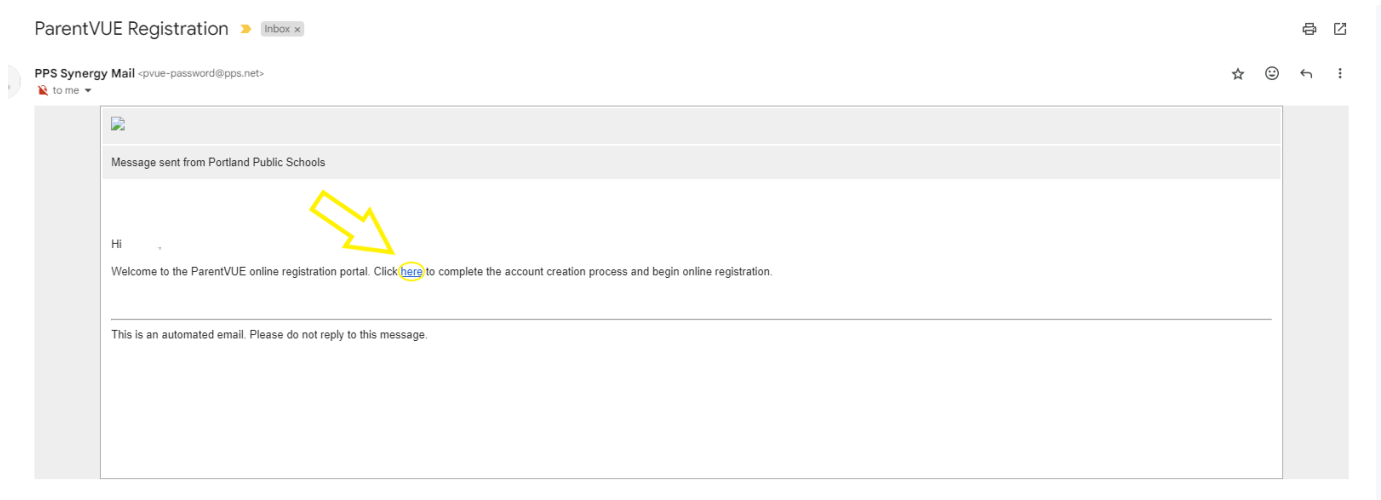 ParentVUE Registration Inbox x
PPS Synergy Mail <pvue-password@pps.net>
to me
Message sent from Portland Public Schools
Hi ,
Welcome to the ParentVUE online registration portal. Click here to complete the account creation process and begin online registration.
This is an automated email. Please do not reply to this message.